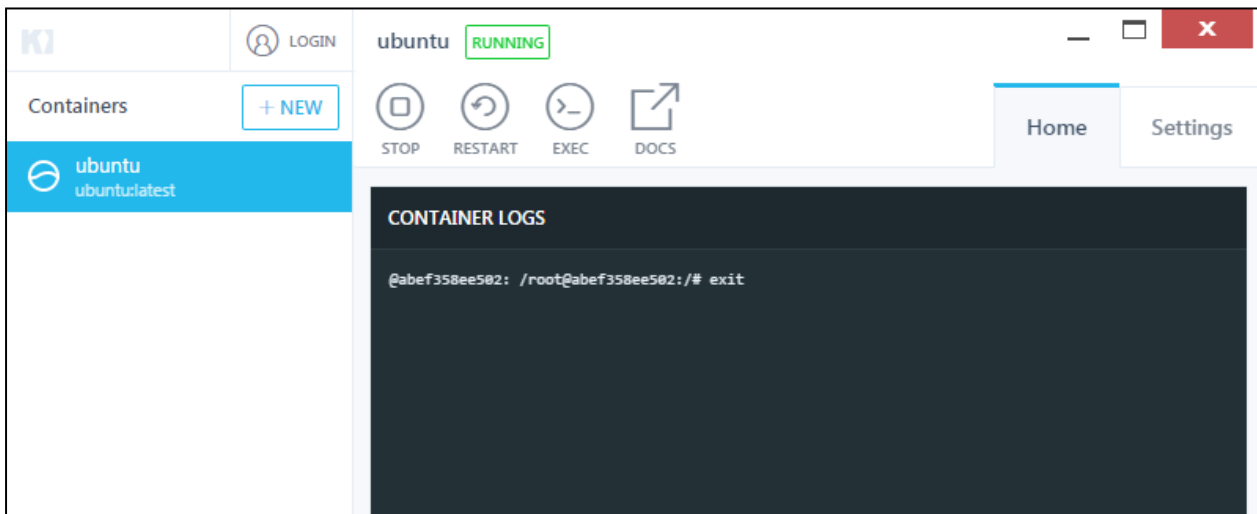 LOGIN
Containers
+ NEW
ubuntu
ubuntu:latest
ubuntu RUNNING
STOP RESTART EXEC DOCS
Home Settings
CONTAINER LOGS
@abef358ee502: /root@abef358ee502:/# exit